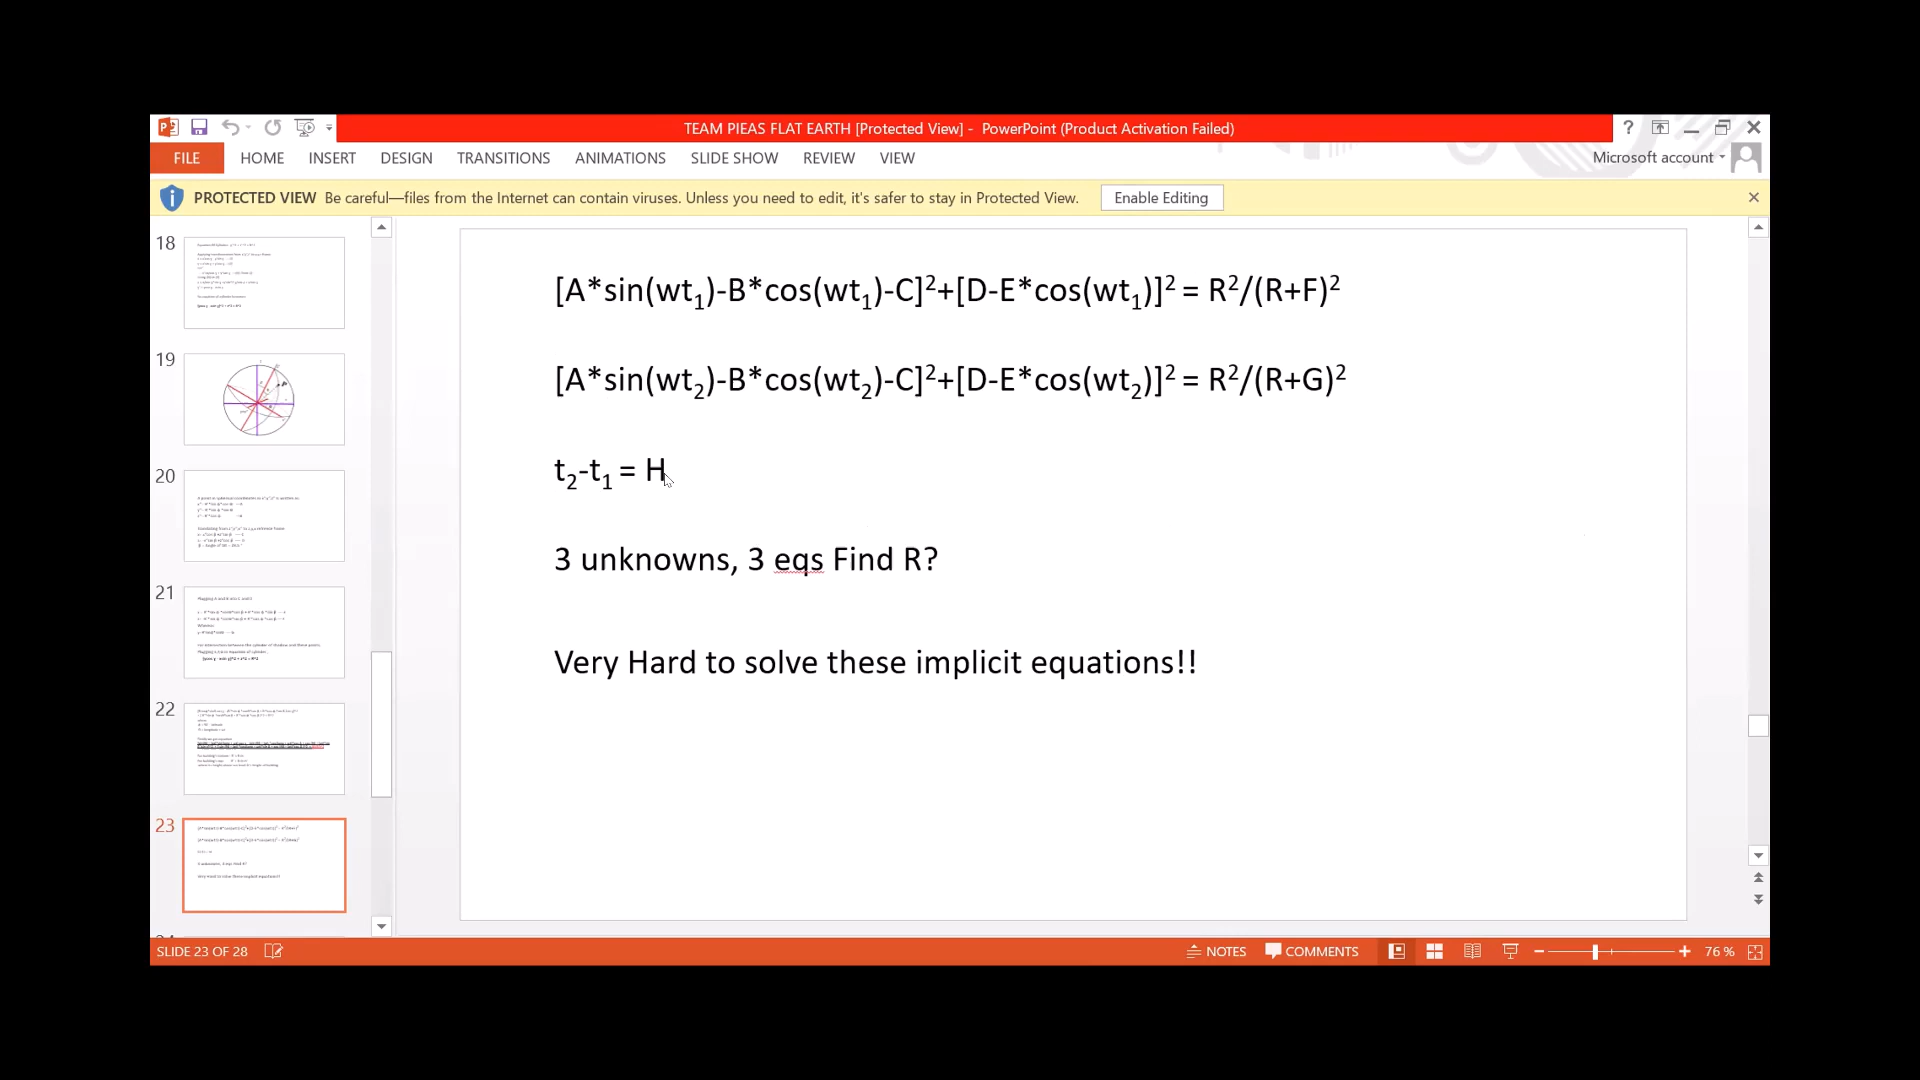 TEAM PIEAS FLAT EARTH [Protected View] - PowerPoint (Product Activation Failed)
FILE HOME INSERT DESIGN TRANSITIONS ANIMATIONS SLIDE SHOW REVIEW VIEW Microsoft account
PROTECTED VIEW Be careful—files from the Internet can contain viruses. Unless you need to edit, it's safer to stay in Protected View. Enable Editing
18
19
20
21
22
23
[A*sin(wt₁)-B*cos(wt₁)-C]²+[D-E*cos(wt₁)]² = R²/(R+F)²
[A*sin(wt₂)-B*cos(wt₂)-C]²+[D-E*cos(wt₂)]² = R²/(R+G)²
t₂-t₁ = H
3 unknowns, 3 eqs Find R?
Very Hard to solve these implicit equations!!
SLIDE 23 OF 28 NOTES COMMENTS 76 %